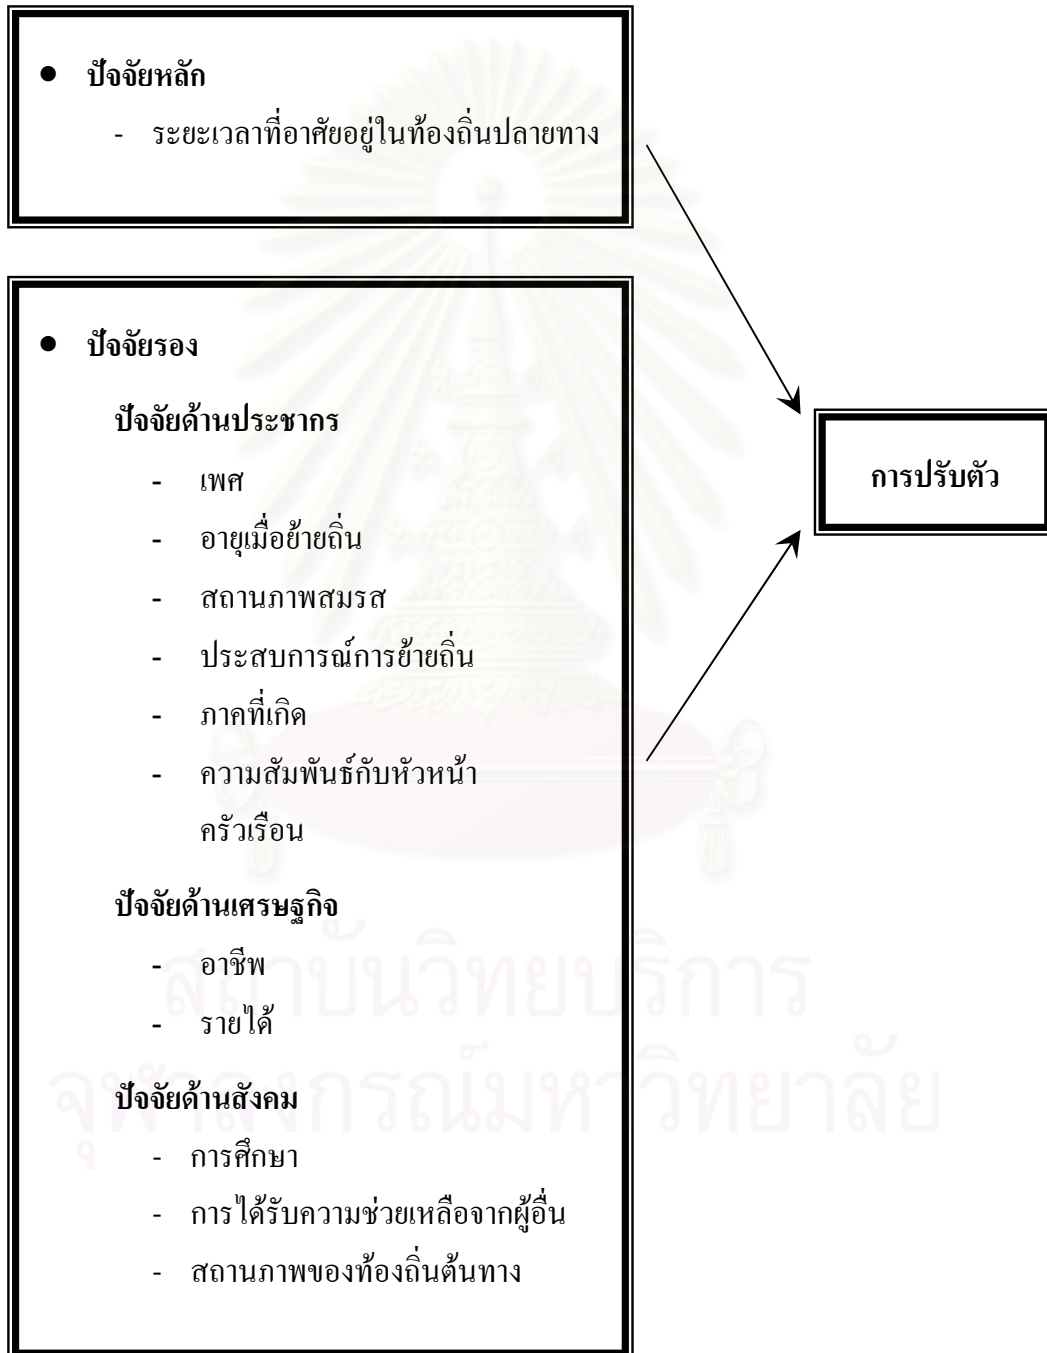 ● ปัจจัยหลัก
- ระยะเวลาที่อาศัยอยู่ในท้องถิ่นปลายทาง
● ปัจจัยรอง
ปัจจัยด้านประชากร
- เพศ
- อายุเมื่อย้ายถิ่น
- สถานภาพสมรส
- ประสบการณ์การย้ายถิ่น
- ภาคที่เกิด
- ความสัมพันธ์กับหัวหน้า
ครัวเรือน
ปัจจัยด้านเศรษฐกิจ
- อาชีพ
- รายได้
ปัจจัยด้านสังคม
- การศึกษา
- การได้รับความช่วยเหลือจากผู้อื่น
- สถานภาพของท้องถิ่นต้นทาง
การปรับตัว
สถาบันวิทยบริการ
จุฬาลงกรณ์มหาวิทยาลัย